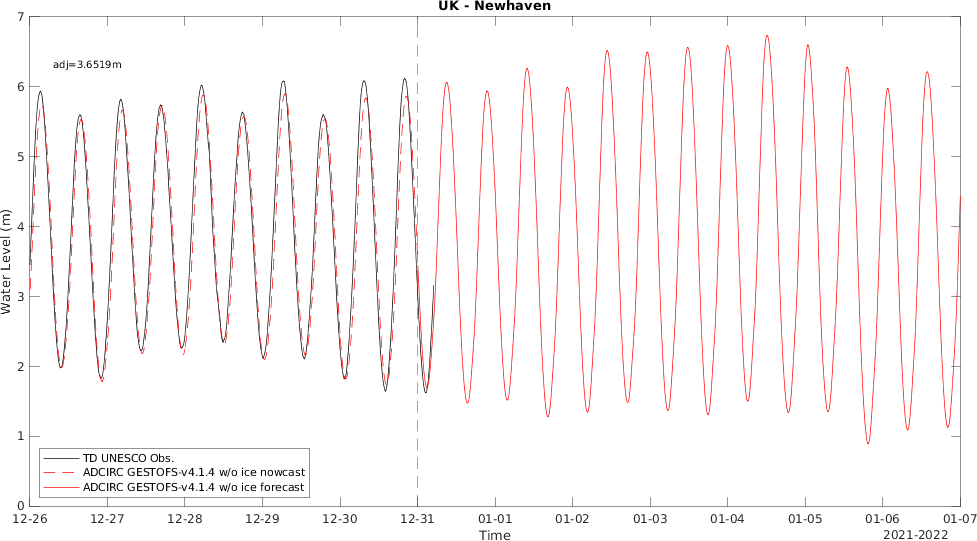 UK - Newhaven
adj=3.6519m
7
6
5
4
3
2
1
0
Water Level (m)
TD UNESCO Obs.
ADCIRC GESTOFS-v4.1.4 w/o ice nowcast
ADCIRC GESTOFS-v4.1.4 w/o ice forecast
12-26 12-27 12-28 12-29 12-30 12-31 01-01 01-02 01-03 01-04 01-05 01-06 01-07
Time
2021-2022